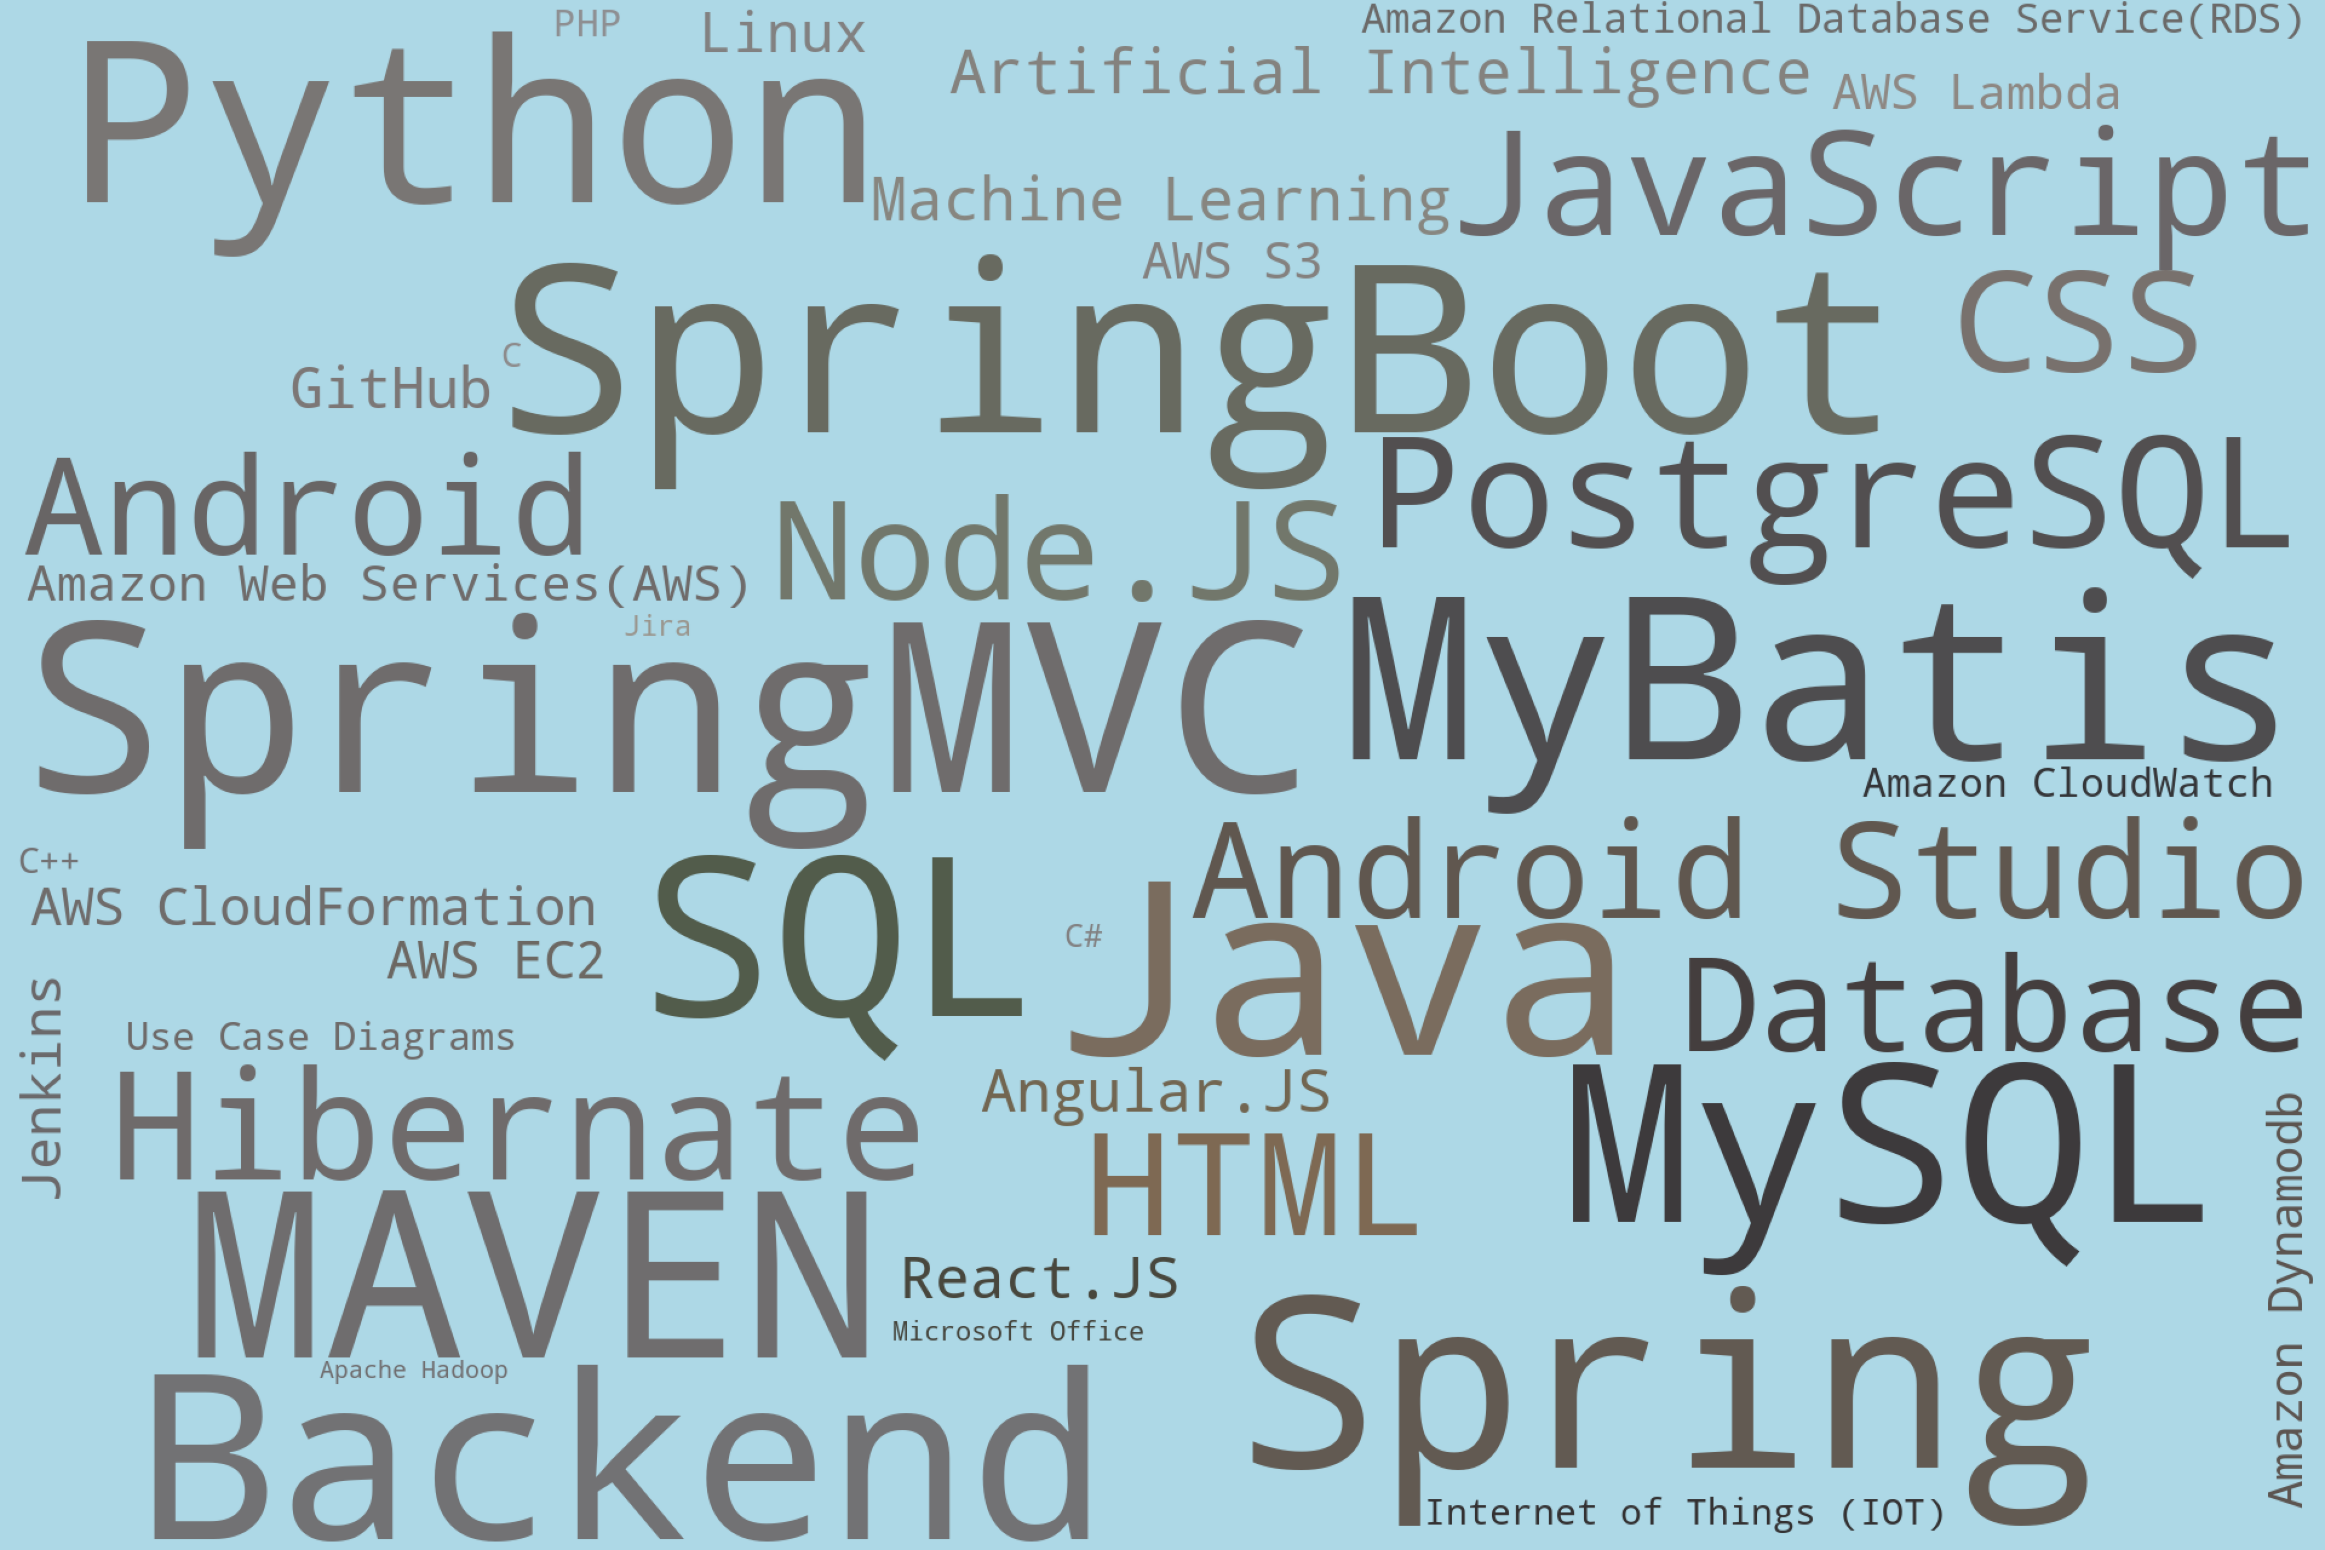 PHP
Linux
Amazon Relational Database Service(RDS)
Python
Artificial Intelligence
AWS Lambda
JavaScript
Machine Learning
AWS S3
SpringBoot
CSS
C
GitHub
Android
PostgreSQL
Node.JS
Amazon Web Services(AWS)
Jira
SpringMVC
MyBatis
Amazon CloudWatch
C++
Android Studio
AWS CloudFormation
SQL
C#
Java
AWS EC2
Database
Jenkins
Use Case Diagrams
Hibernate
Angular.JS
MySQL
HTML
Amazon Dynamodb
MAVEN
React.JS
Microsoft Office
Spring
Apache Hadoop
Backend
Internet of Things (IOT)